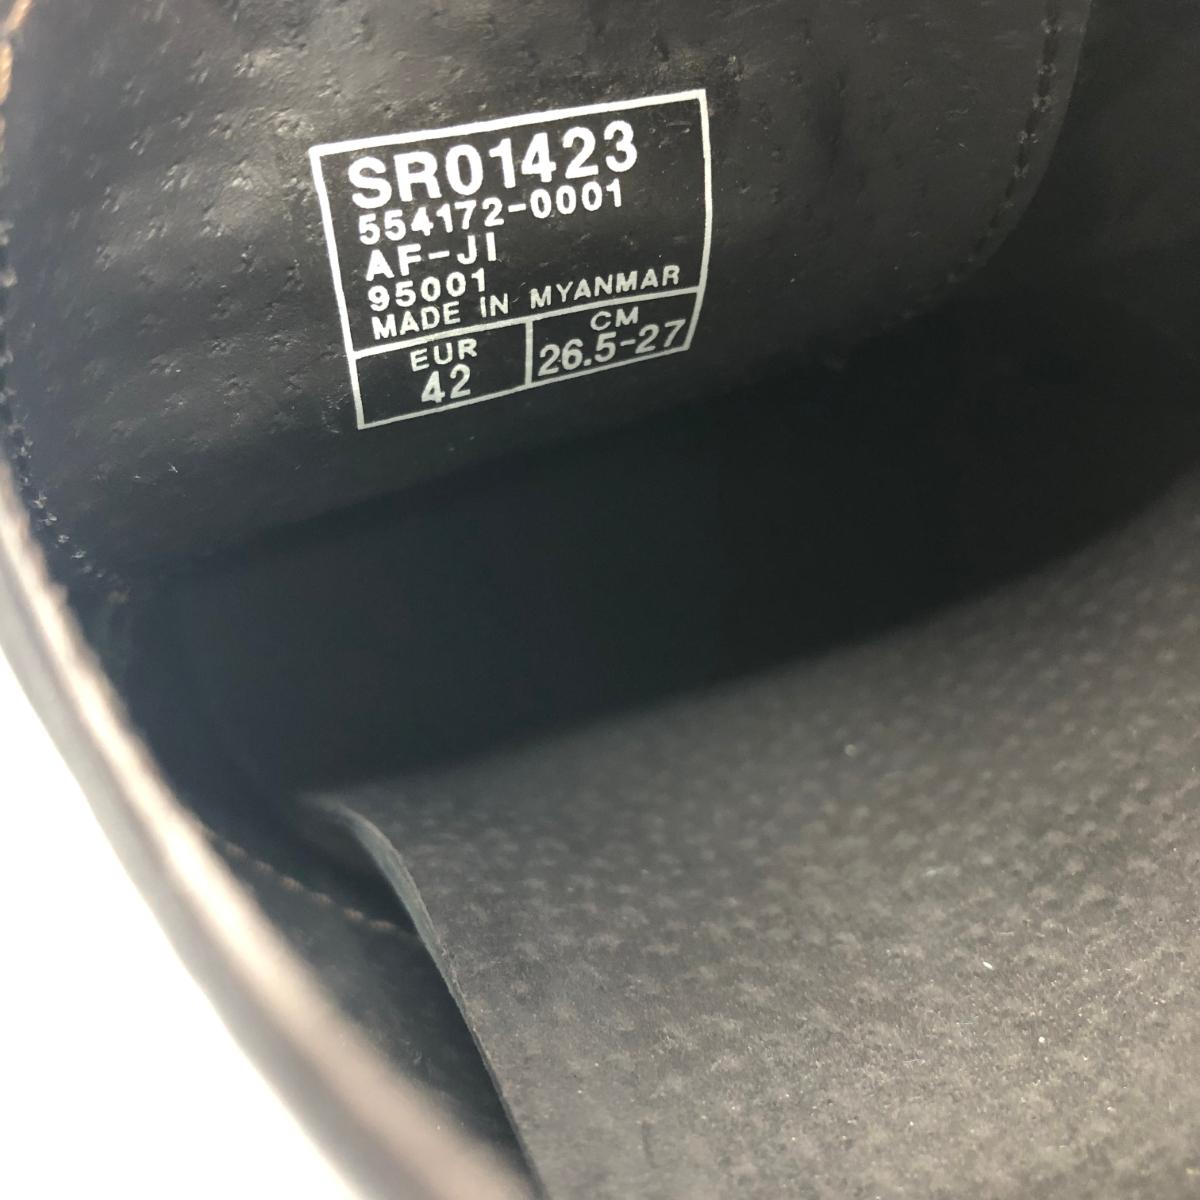 SR01423
554172-0001
AF-JI
95001
MADE IN MYANMAR
EUR
42
CM
26.5-27